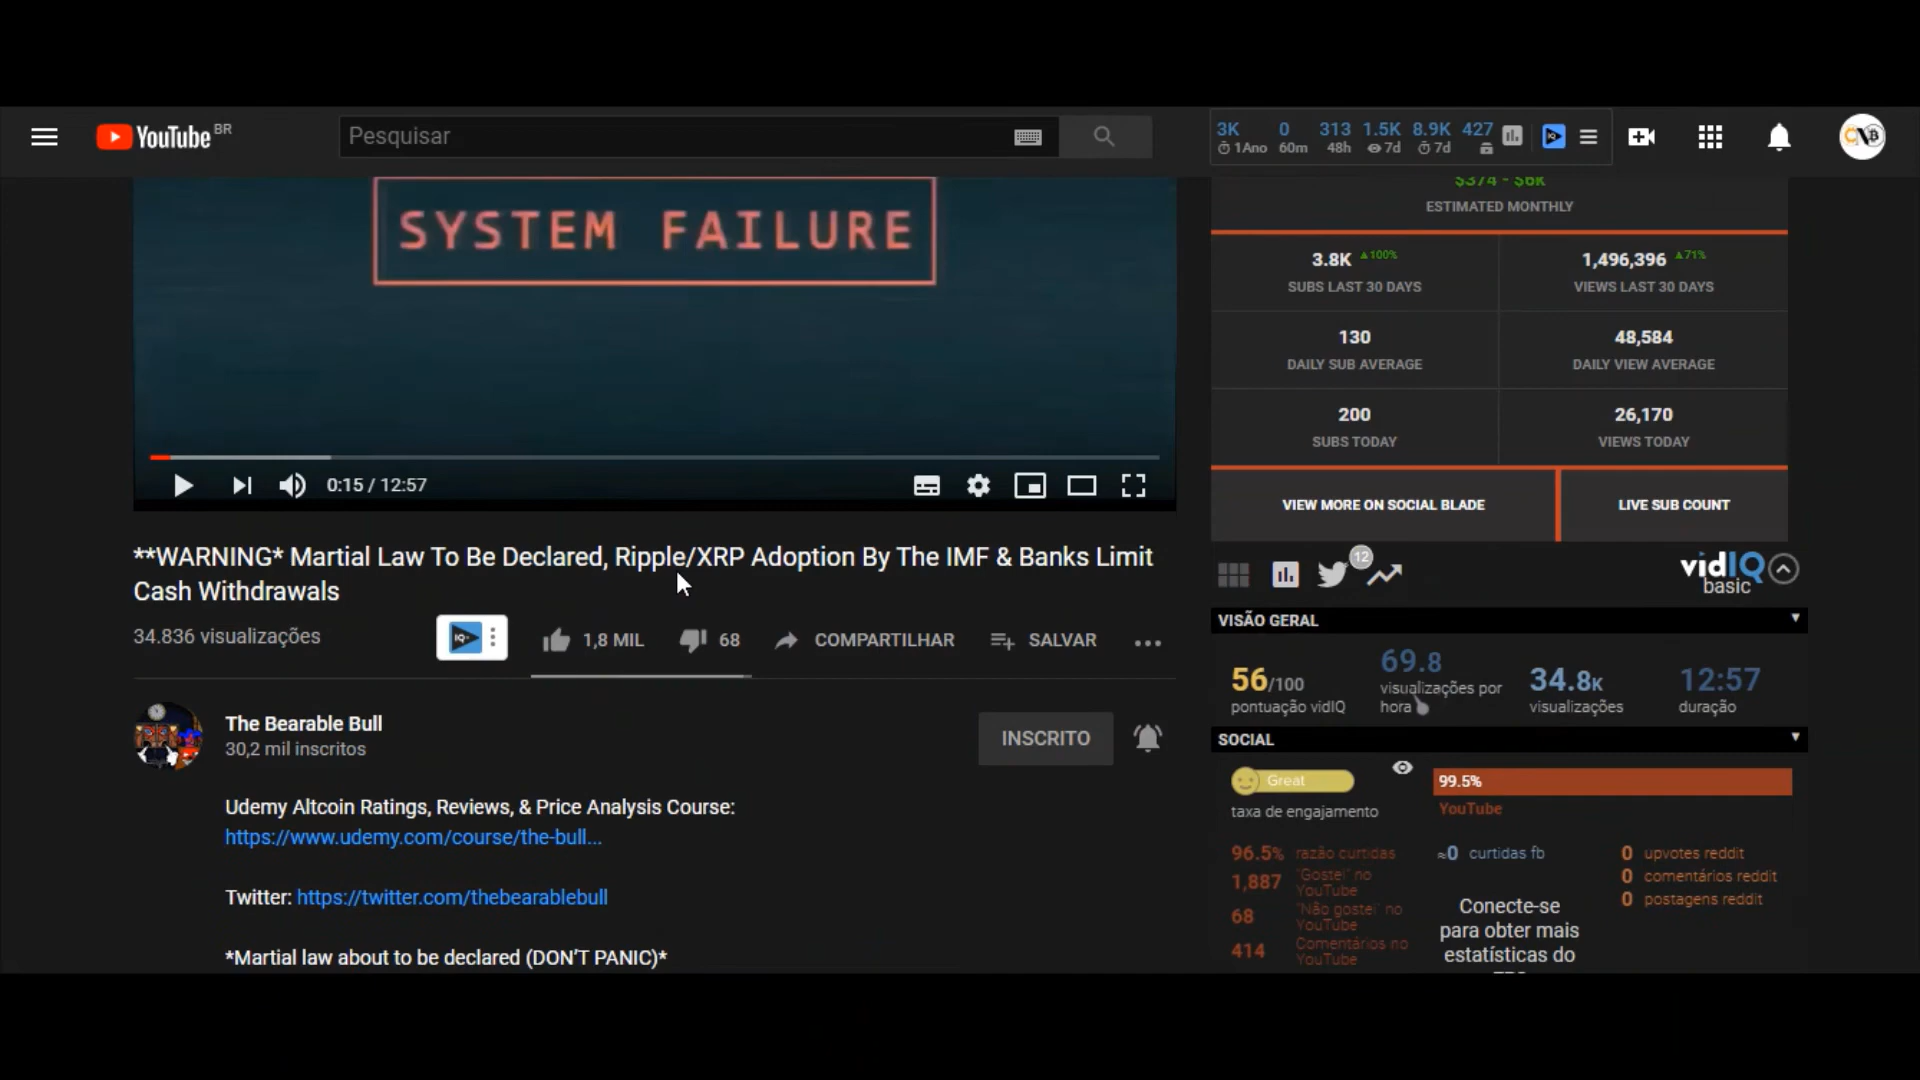 YouTube BR
Pesquisar
3K 0 313 1.5K 8.9K 427
1Ano 60m 48h 7d 7d
SYSTEM FAILURE
0:15 / 12:57
**WARNING* Martial Law To Be Declared, Ripple/XRP Adoption By The IMF & Banks Limit
Cash Withdrawals
34.836 visualizações
IQ
1,8 MIL
68
COMPARTILHAR
SALVAR
The Bearable Bull
30,2 mil inscritos
INSCRITO
Udemy Altcoin Ratings, Reviews, & Price Analysis Course:
https://www.udemy.com/course/the-bull...
Twitter: https://twitter.com/thebearablebull
*Martial law about to be declared (DON'T PANIC)*
$374 - $6K
ESTIMATED MONTHLY
3.8K ▲100%
SUBS LAST 30 DAYS
1,496,396 ▲71%
VIEWS LAST 30 DAYS
130
DAILY SUB AVERAGE
48,584
DAILY VIEW AVERAGE
200
SUBS TODAY
26,170
VIEWS TODAY
VIEW MORE ON SOCIAL BLADE
LIVE SUB COUNT
12
vidIQ
basic
VISÃO GERAL
56/100
pontuação vidIQ
69.8
visualizações por
hora
34.8K
visualizações
12:57
duração
SOCIAL
Great
taxa de engajamento
99.5%
YouTube
96.5% razão curtidas
1,887 "Gostei" no
YouTube
68 "Não gostei" no
YouTube
414 Comentários no
YouTube
≈0 curtidas fb
Conecte-se
para obter mais
estatísticas do
0 upvotes reddit
0 comentários reddit
0 postagens reddit